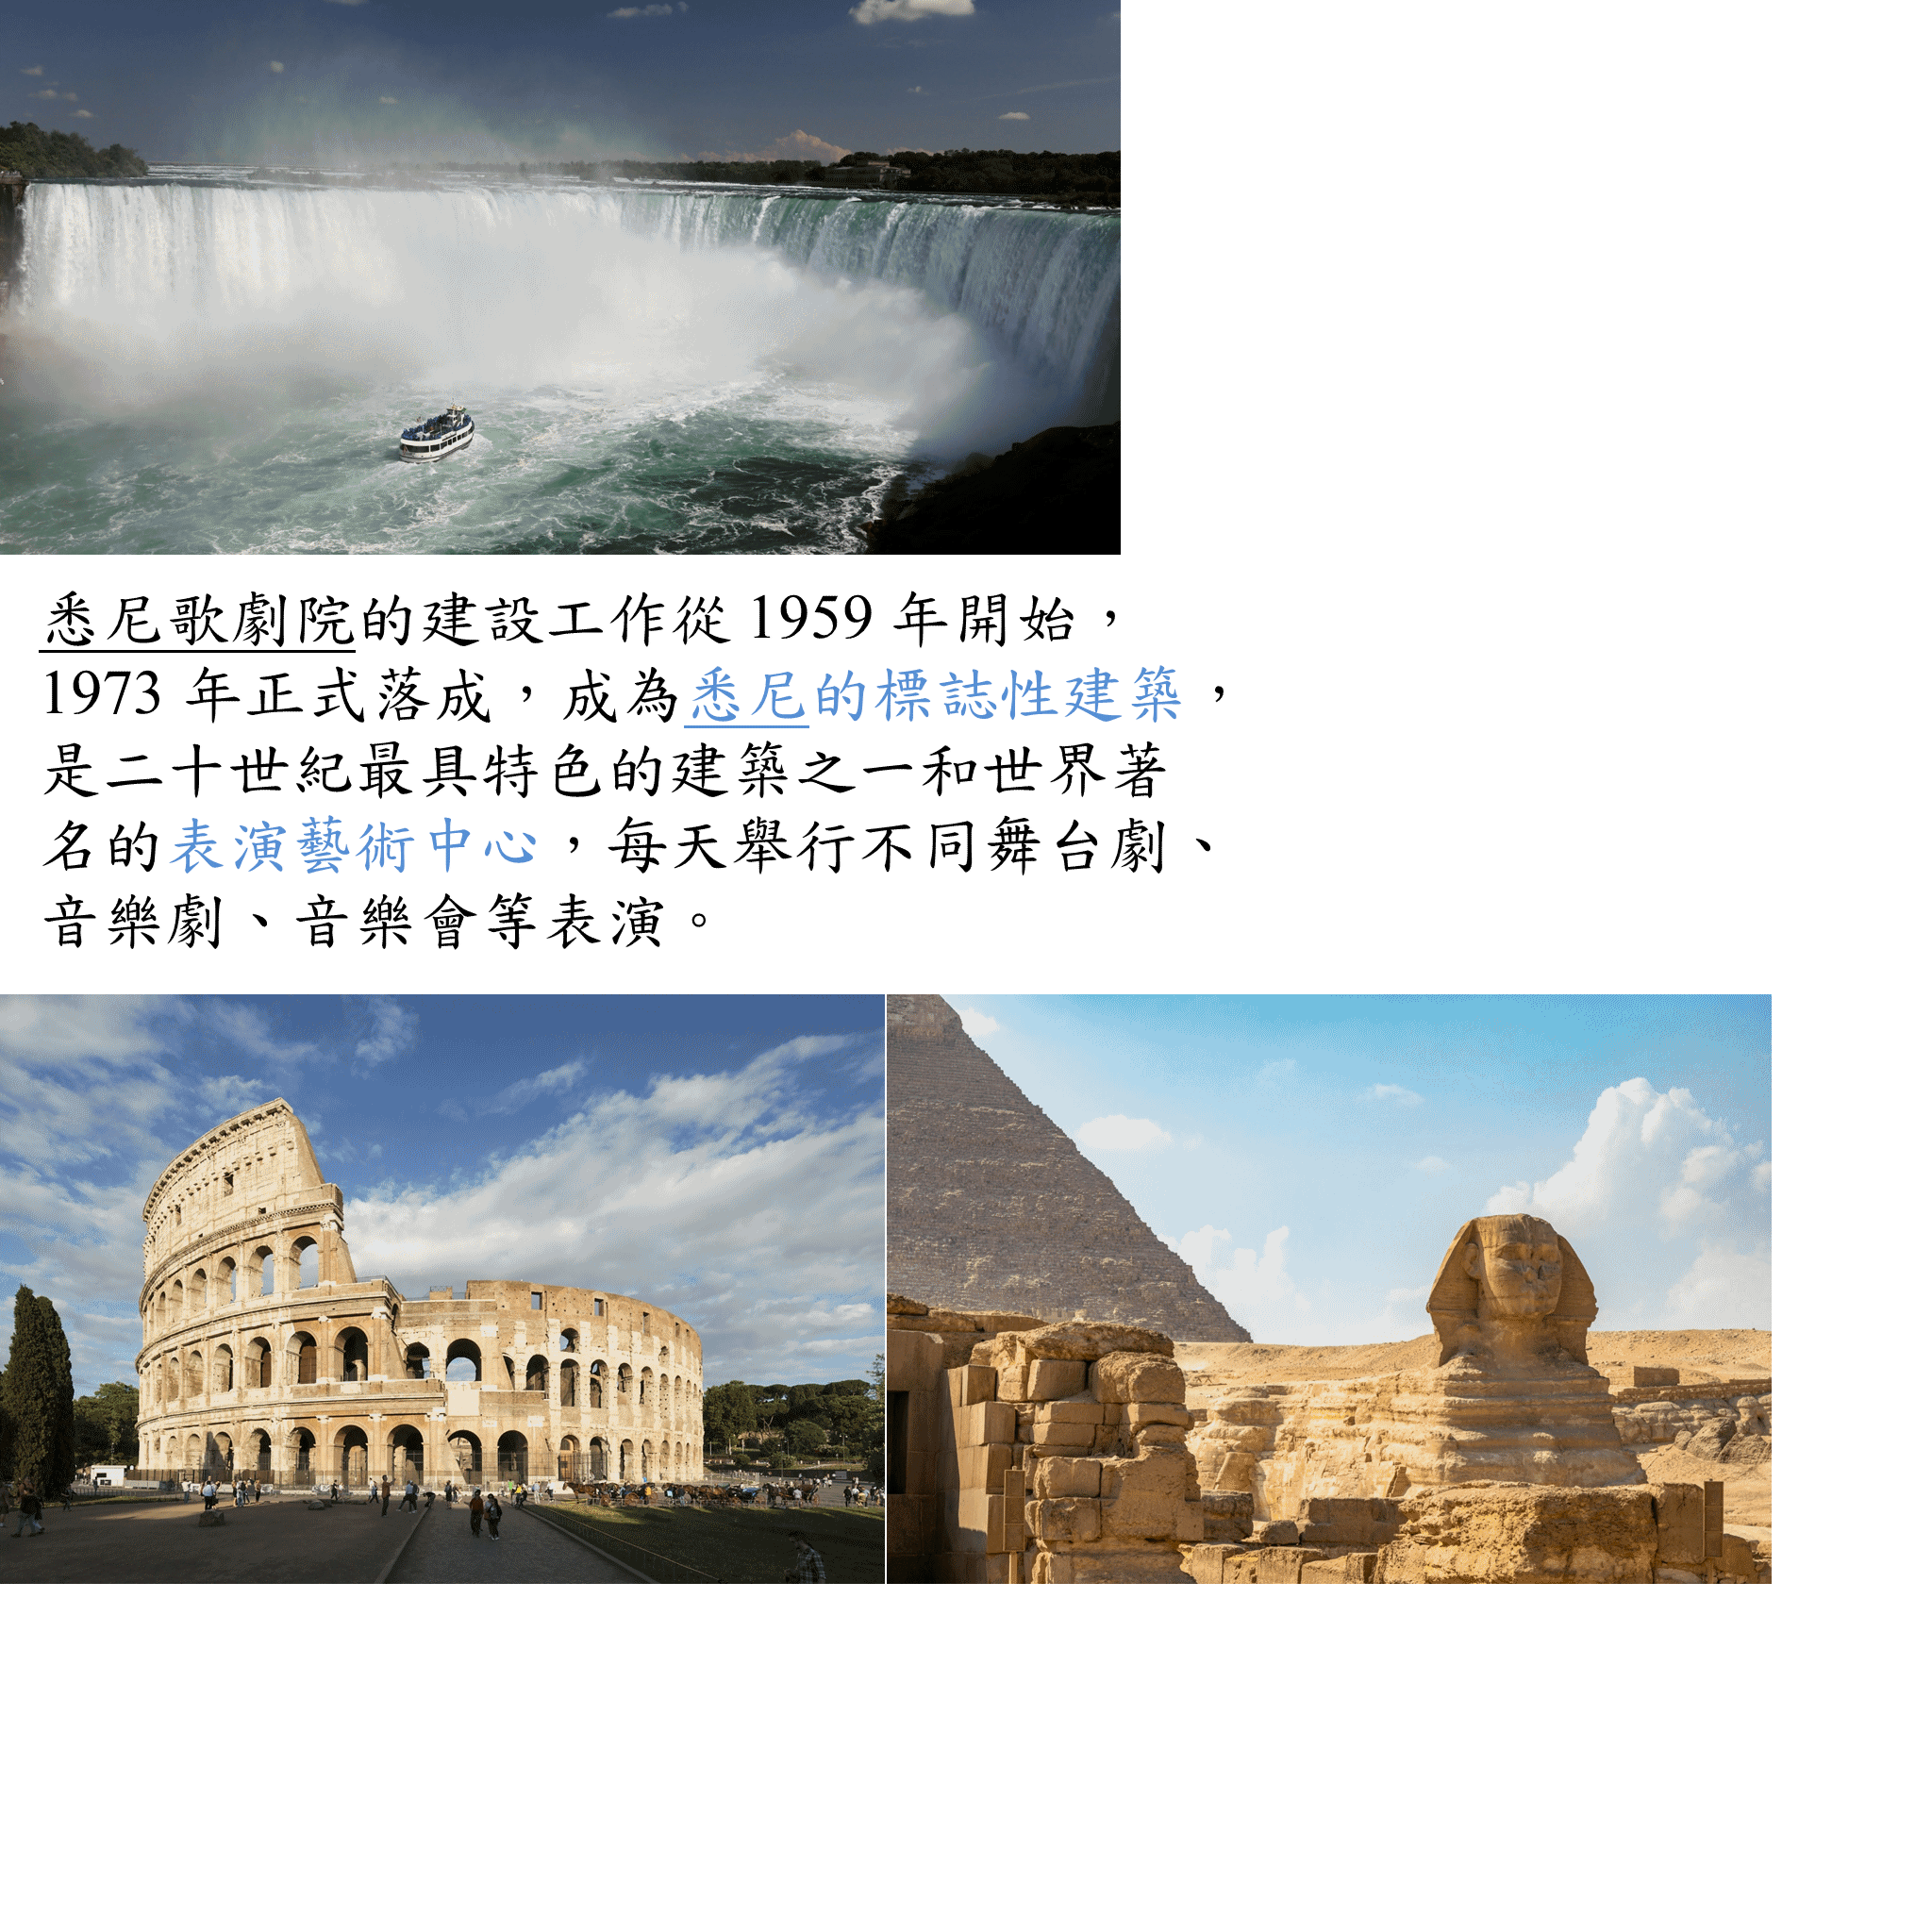 悉尼歌劇院的建設工作從 1959 年開始，
1973 年正式落成，成為悉尼的標誌性建築，
是二十世紀最具特色的建築之一和世界著
名的表演藝術中心，每天舉行不同舞台劇、
音樂劇、音樂會等表演。